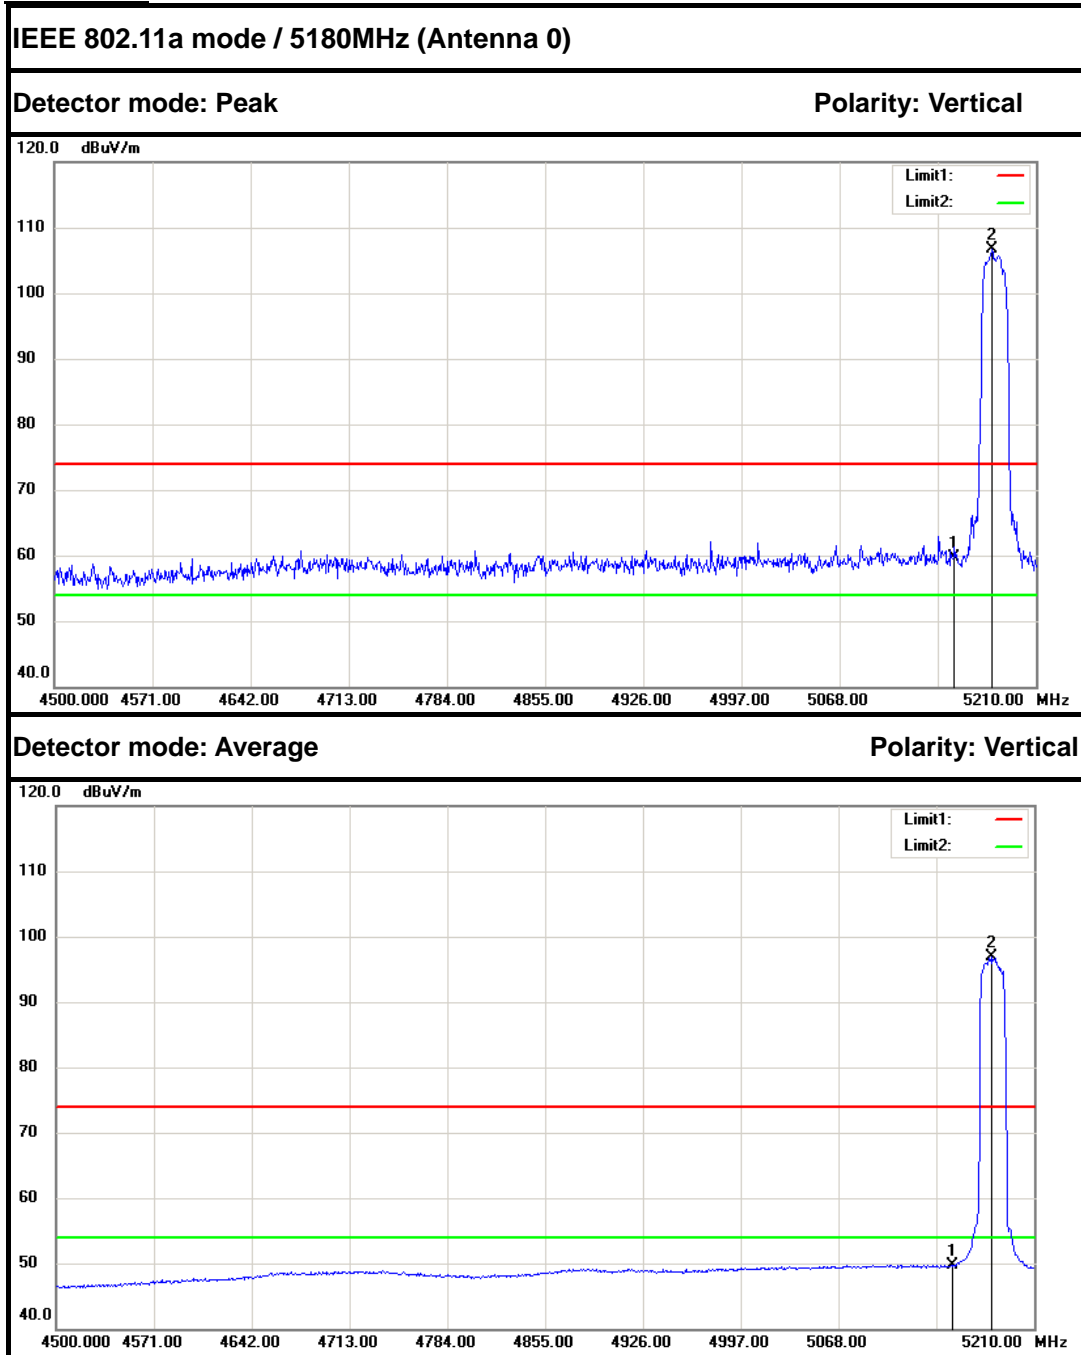 IEEE 802.11a mode / 5180MHz (Antenna 0)
Detector mode: Peak Polarity: Vertical
120.0 dBuV/m
Limit1:
Limit2:
110
2
100
90
80
70
60
1
50
40.0
4500.000 4571.00 4642.00 4713.00 4784.00 4855.00 4926.00 4997.00 5068.00 5210.00 MHz
Detector mode: Average Polarity: Vertical
120.0 dBuV/m
Limit1:
Limit2:
110
100
2
90
80
70
60
1
50
40.0
4500.000 4571.00 4642.00 4713.00 4784.00 4855.00 4926.00 4997.00 5068.00 5210.00 MHz